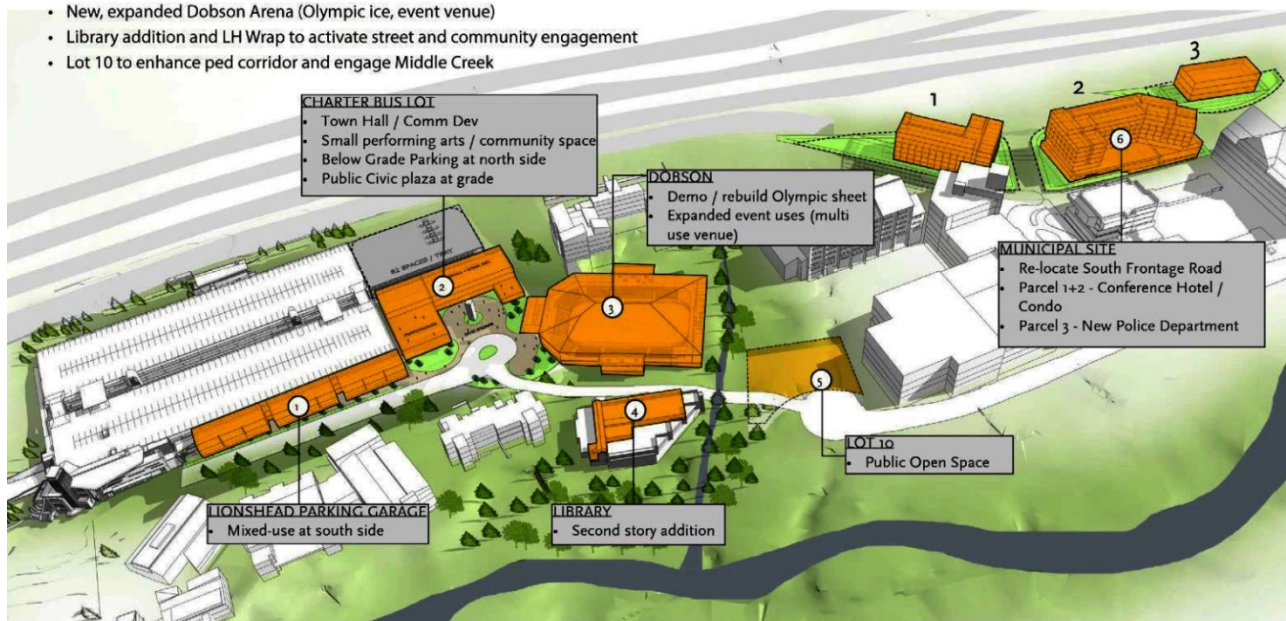 • New, expanded Dobson Arena (Olympic ice, event venue)
• Library addition and LH Wrap to activate street and community engagement
• Lot 10 to enhance ped corridor and engage Middle Creek
CHARTER BUS LOT
• Town Hall / Comm Dev
• Small performing arts / community space
• Below Grade Parking at north side
• Public Civic plaza at grade
DOBSON
• Demo / rebuild Olympic sheet
• Expanded event uses (multi
use venue)
1
2
3
MUNICIPAL SITE
• Re-locate South Frontage Road
• Parcel 1+2 - Conference Hotel /
Condo
• Parcel 3 - New Police Department
1
2
3
4
5
6
LOT 10
• Public Open Space
LIONSHEAD PARKING GARAGE
• Mixed-use at south side
LIBRARY
• Second story addition